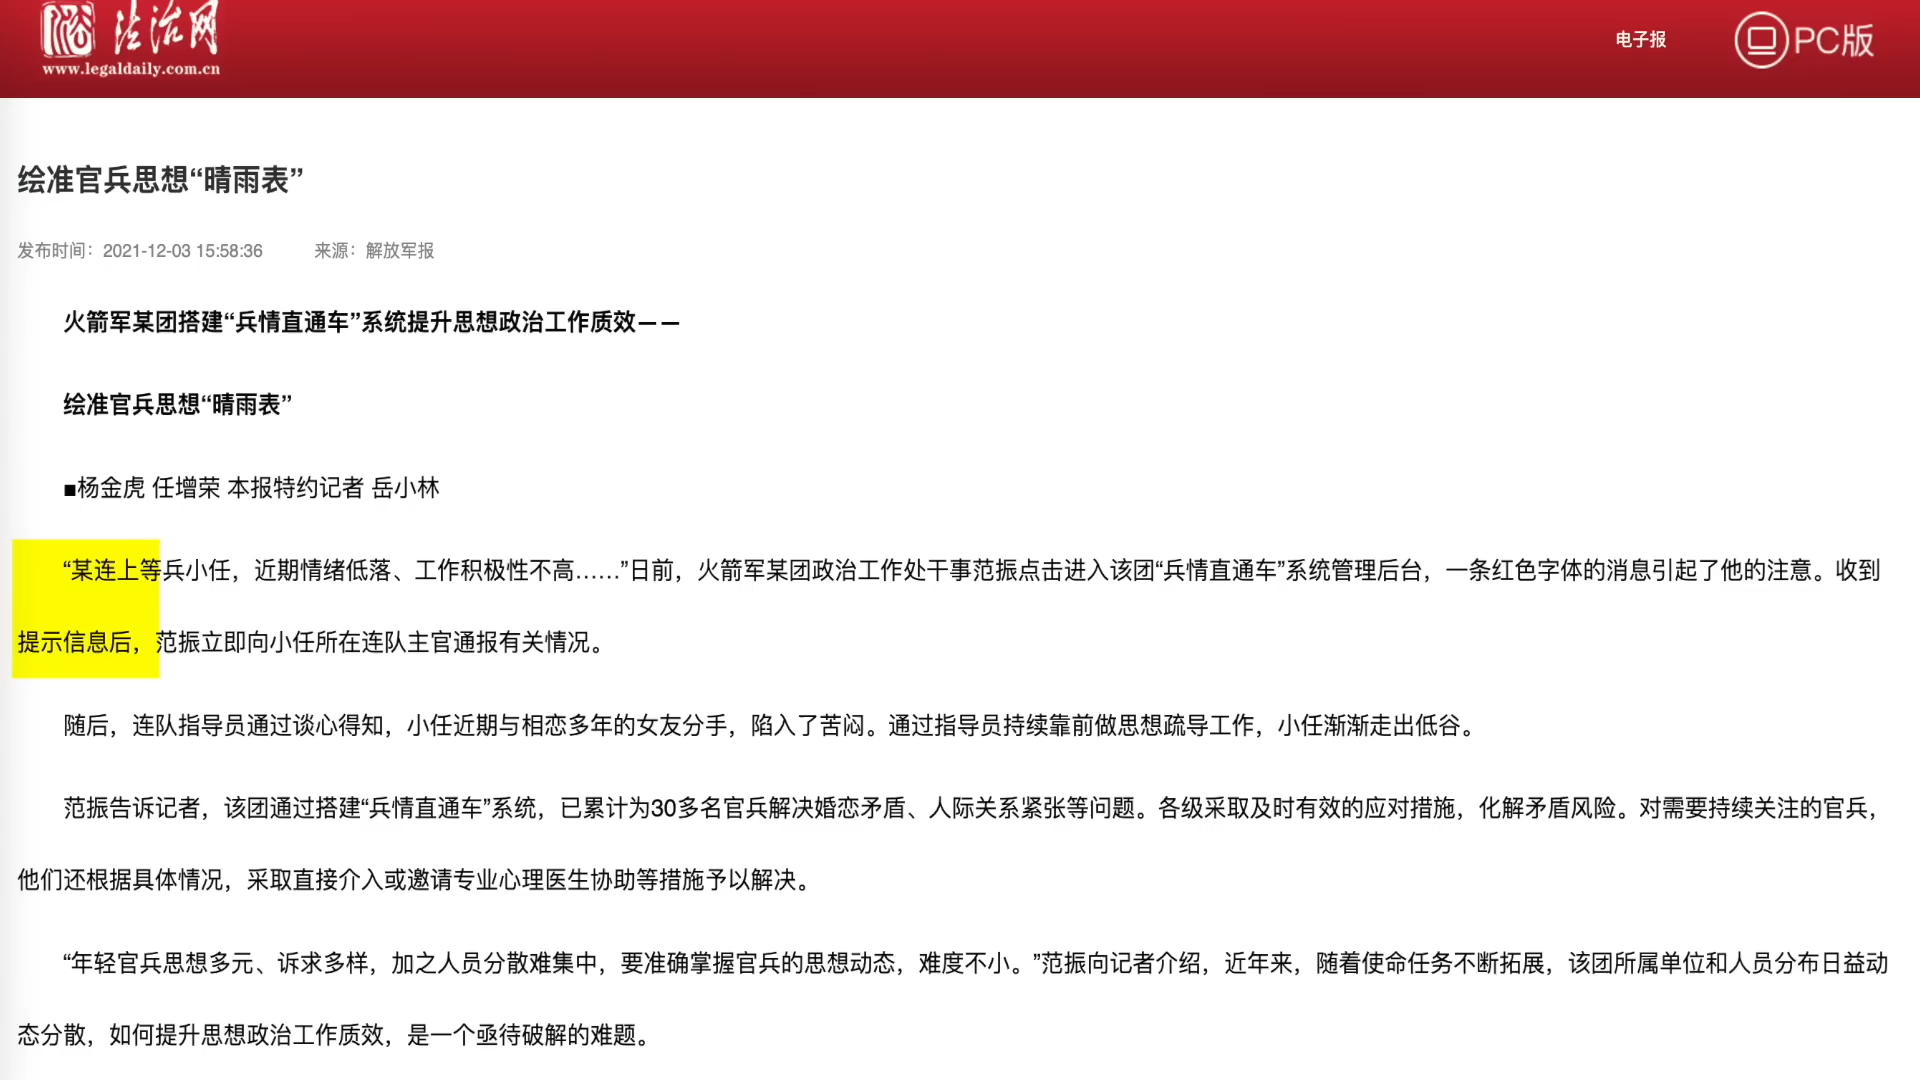 法治网
www.legaldaily.com.cn
电子报
PC版
绘准官兵思想“晴雨表”
发布时间：2021-12-03 15:58:36 来源：解放军报
火箭军某团搭建“兵情直通车”系统提升思想政治工作质效——
绘准官兵思想“晴雨表”
■杨金虎 任增荣 本报特约记者 岳小林
“某连上等兵小任，近期情绪低落、工作积极性不高……”日前，火箭军某团政治工作处干事范振点击进入该团“兵情直通车”系统管理后台，一条红色字体的消息引起了他的注意。收到
提示信息后，范振立即向小任所在连队主官通报有关情况。
随后，连队指导员通过谈心得知，小任近期与相恋多年的女友分手，陷入了苦闷。通过指导员持续靠前做思想疏导工作，小任渐渐走出低谷。
范振告诉记者，该团通过搭建“兵情直通车”系统，已累计为30多名官兵解决婚恋矛盾、人际关系紧张等问题。各级采取及时有效的应对措施，化解矛盾风险。对需要持续关注的官兵，
他们还根据具体情况，采取直接介入或邀请专业心理医生协助等措施予以解决。
“年轻官兵思想多元、诉求多样，加之人员分散难集中，要准确掌握官兵的思想动态，难度不小。”范振向记者介绍，近年来，随着使命任务不断拓展，该团所属单位和人员分布日益动
态分散，如何提升思想政治工作质效，是一个亟待破解的难题。